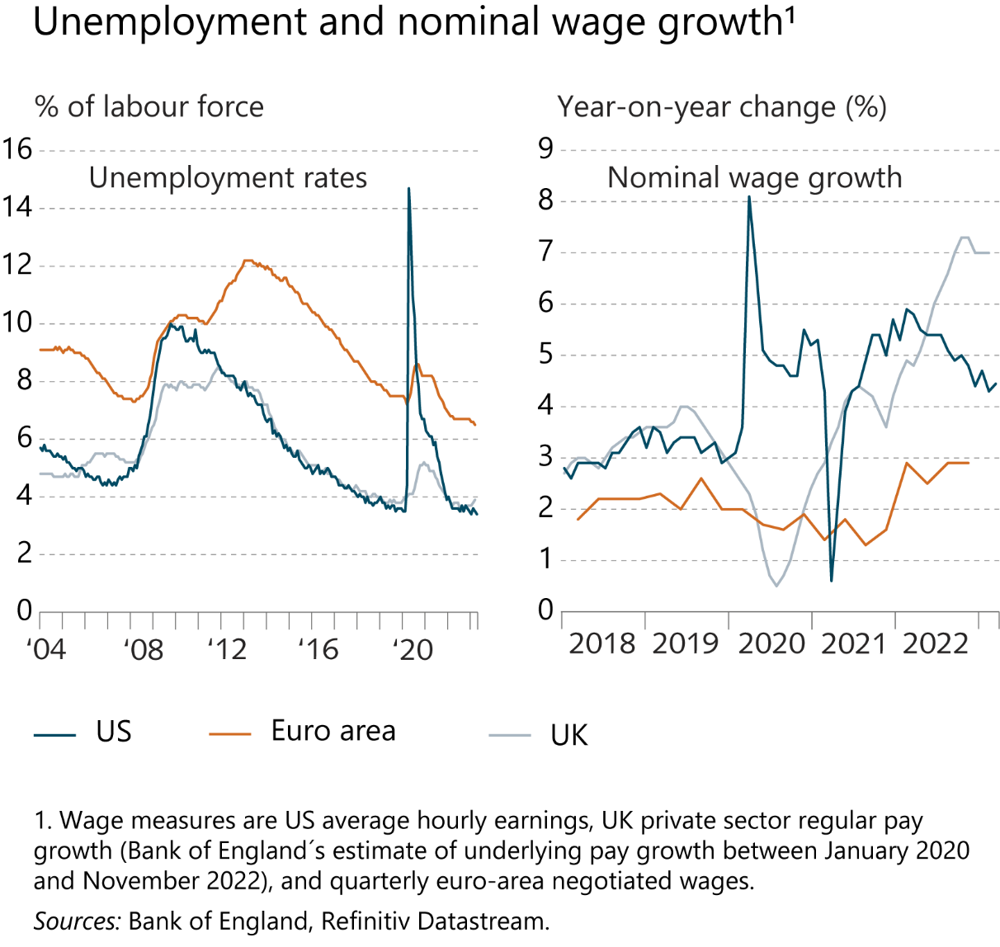 Unemployment and nominal wage growth¹
% of labour force
16
14
12
10
8
6
4
2
0
Unemployment rates
‘04 ‘08 ‘12 ‘16 ‘20
Year-on-year change (%)
9
8
7
6
5
4
3
2
1
0
Nominal wage growth
2018 2019 2020 2021 2022
US Euro area UK
1. Wage measures are US average hourly earnings, UK private sector regular pay
growth (Bank of England´s estimate of underlying pay growth between January 2020
and November 2022), and quarterly euro-area negotiated wages.
Sources: Bank of England, Refinitiv Datastream.